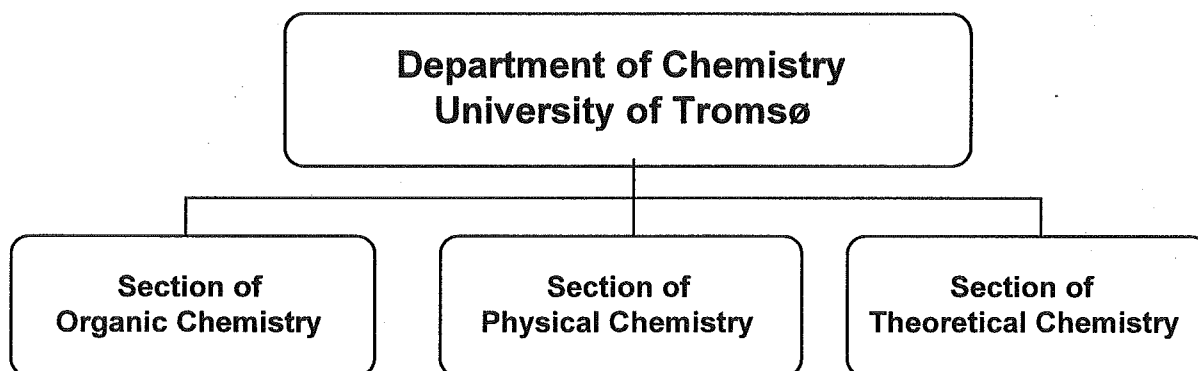 Department of Chemistry
University of Tromsø
Section of
Organic Chemistry
Section of
Physical Chemistry
Section of
Theoretical Chemistry